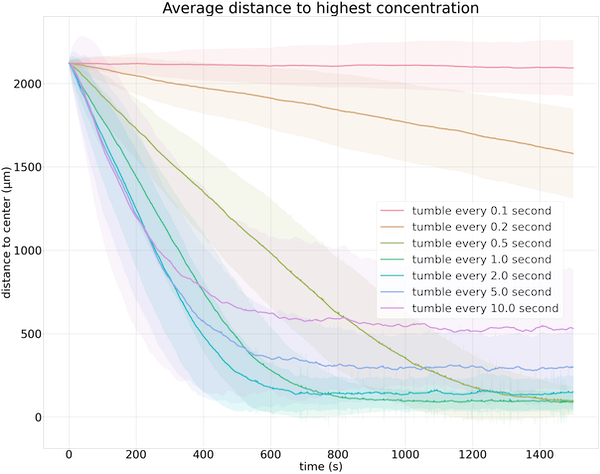 Average distance to highest concentration
distance to center (μm)
2000
1500
1000
500
0
tumble every 0.1 second
tumble every 0.2 second
tumble every 0.5 second
tumble every 1.0 second
tumble every 2.0 second
tumble every 5.0 second
tumble every 10.0 second
0 200 400 600 800 1000 1200 1400
time (s)